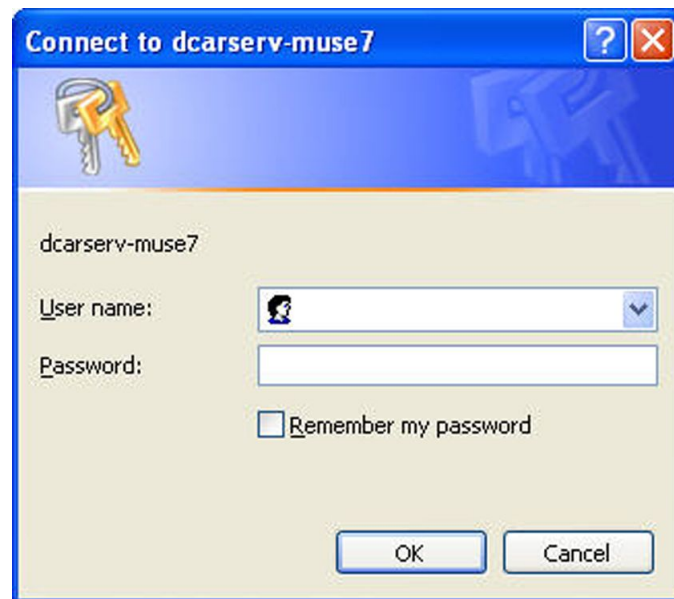 Connect to dcarserv-muse7
dcarserv-muse7
User name:
Password:
Remember my password
OK Cancel